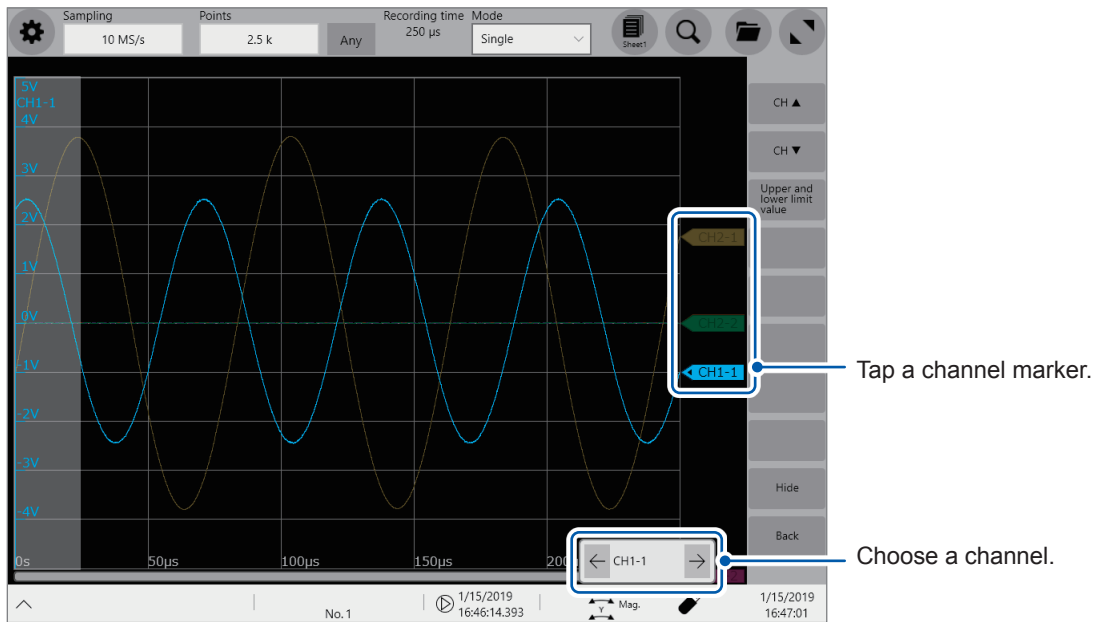 Sampling
Points
Recording time
Mode
10 MS/s
2.5 k
Any
250 µs
Single
Sheet1
5V
CH1-1
4V
3V
2V
1V
0V
-1V
-2V
-3V
-4V
0s
50µs
100µs
150µs
200
CH2-1
CH2-2
CH1-1
CH ▲
CH ▼
Upper and
lower limit
value
Hide
Back
Tap a channel marker.
← CH1-1 →
Choose a channel.
No. 1
1/15/2019
16:46:14.393
Y
Mag.
1/15/2019
16:47:01